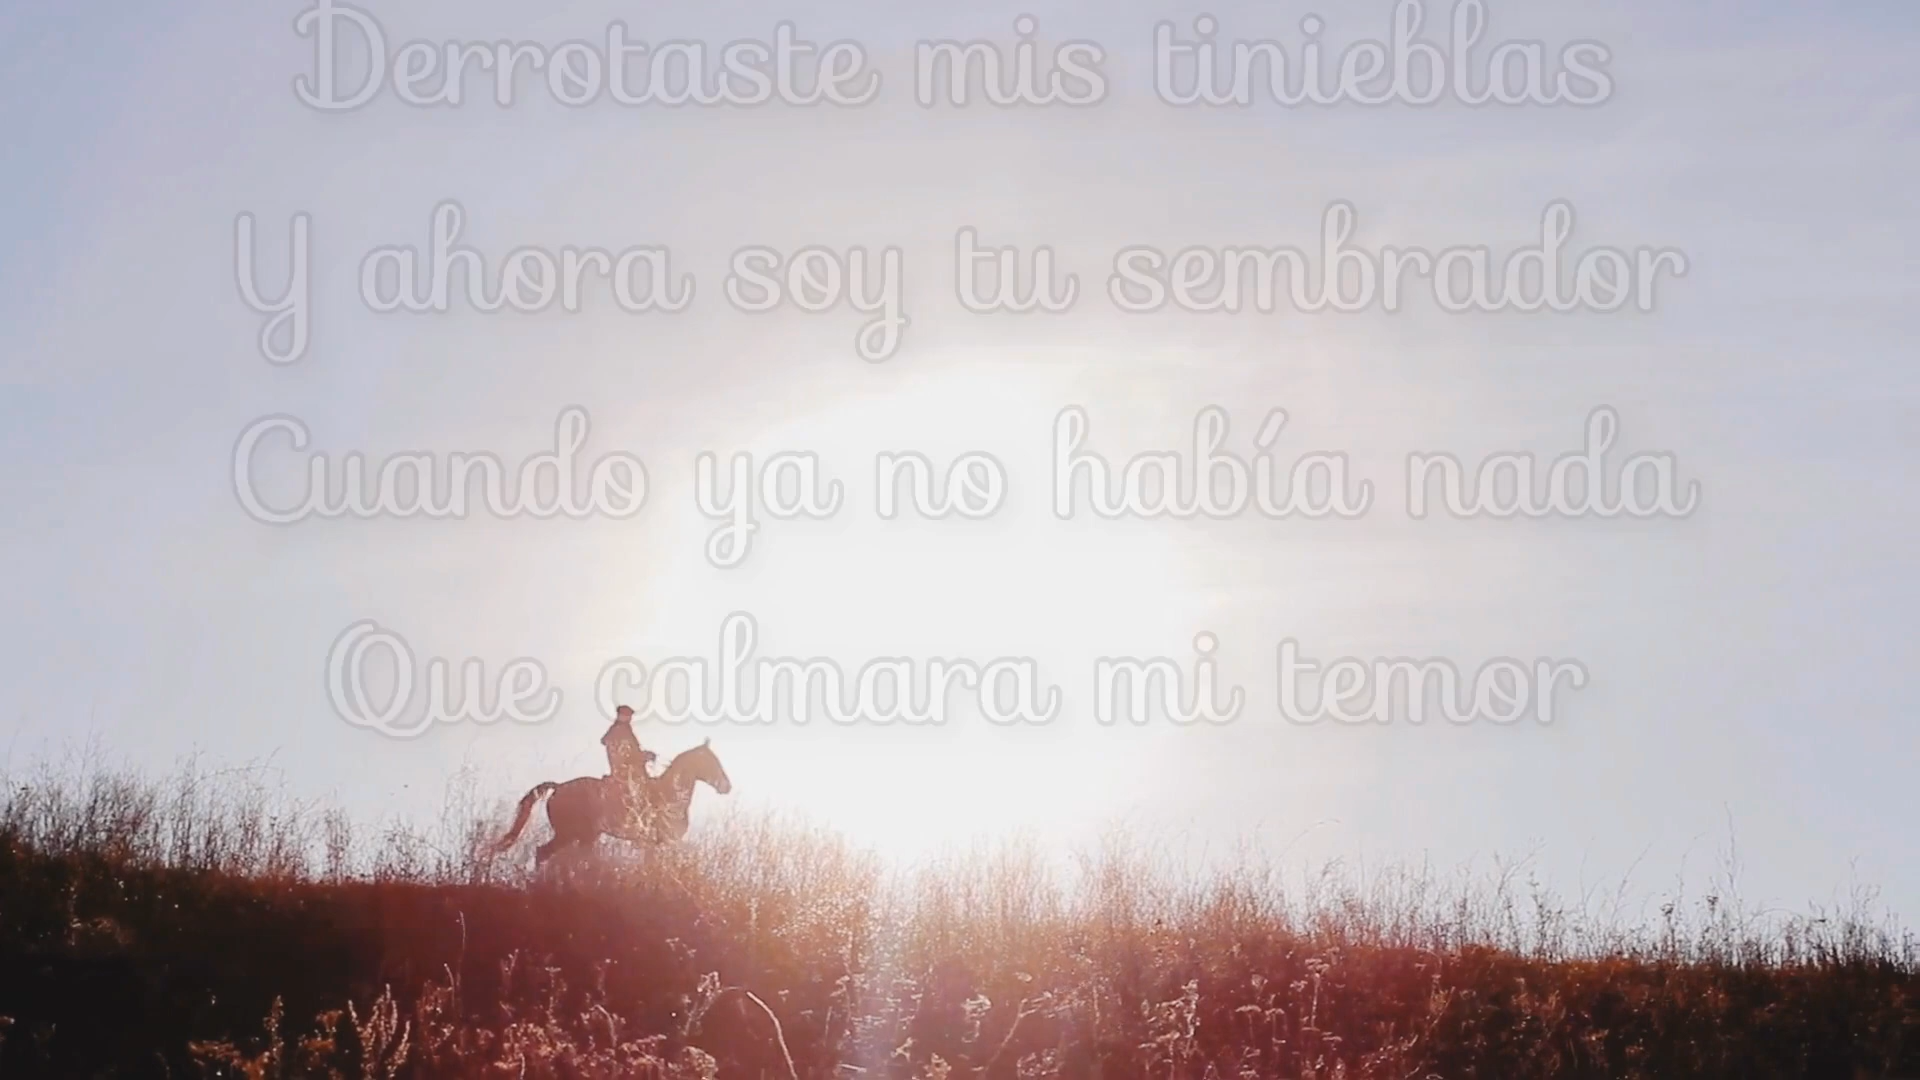 Derrotaste mis tinieblas
Y ahora soy tu sembrador
Cuando ya no había nada
Que calmara mi temor